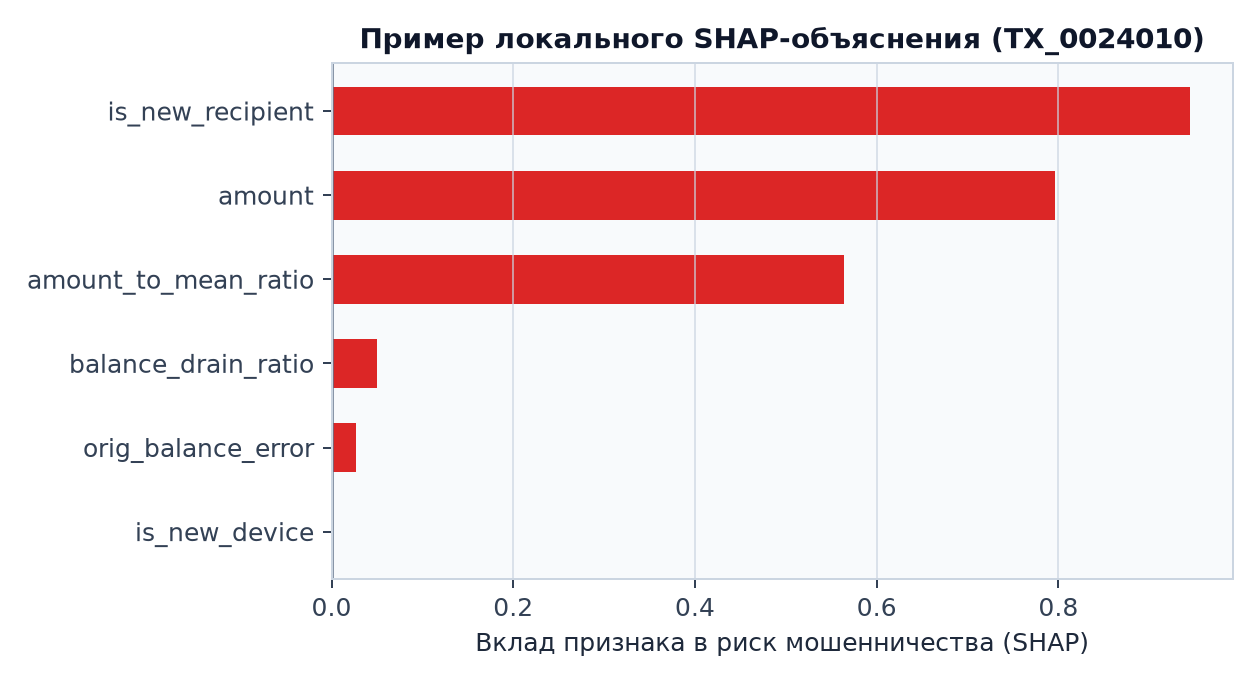 Пример локального SHAP-объяснения (TX_0024010)
is_new_recipient
amount
amount_to_mean_ratio
balance_drain_ratio
orig_balance_error
is_new_device
0.0 0.2 0.4 0.6 0.8
Вклад признака в риск мошенничества (SHAP)